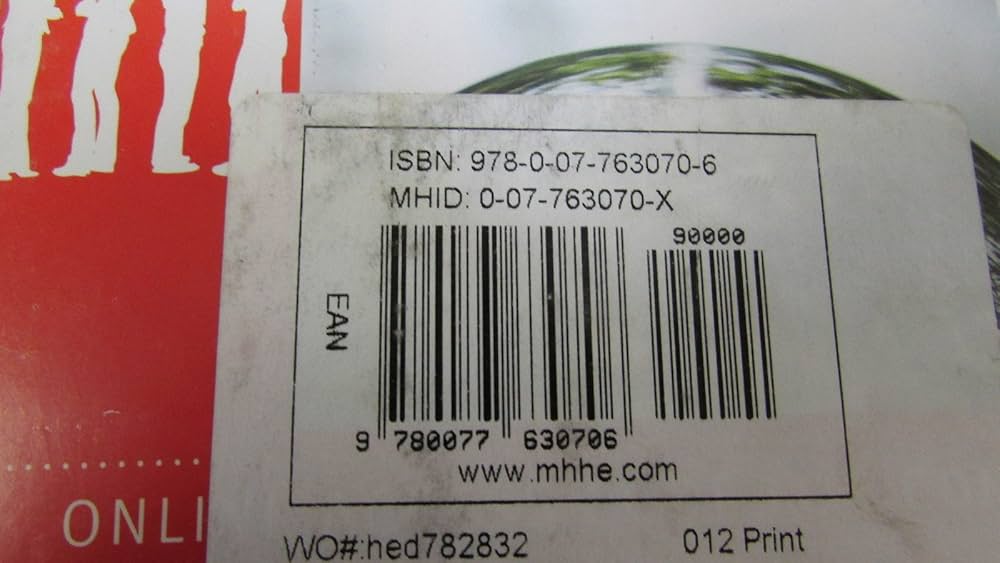 ISBN: 978-0-07-763070-6
MHID: 0-07-763070-X
90000
EAN
9 780077 630706
www.mhhe.com
ONLI
WO#:hed782832 012 Print